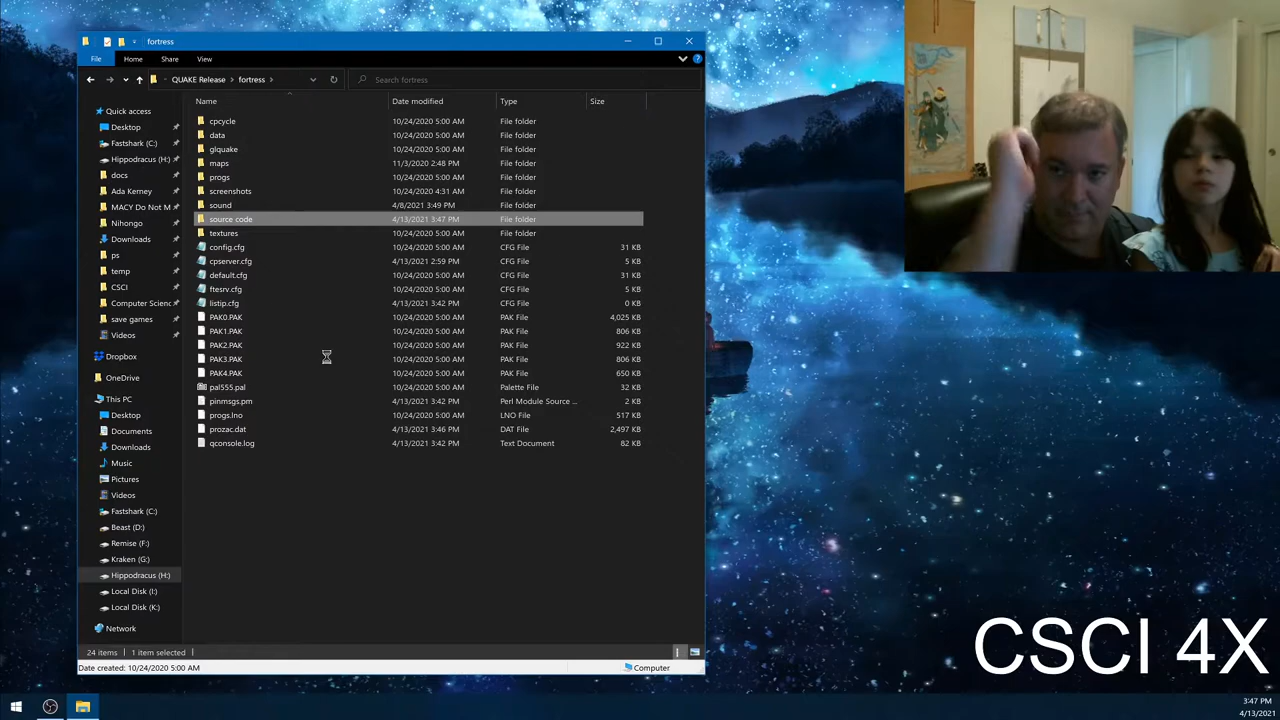 fortress
File Home Share View
QUAKE Release fortress Search fortress
Name Date modified Type Size
Quick access
Desktop
Fastshark (C:)
Hippodracus (H:)
docs
Ada Kerney
MACY Do Not M
Nihongo
Downloads
ps
temp
CSCI
Computer Scienc
save games
Videos
Dropbox
OneDrive
This PC
Desktop
Documents
Downloads
Music
Pictures
Videos
Fastshark (C:)
Beast (D:)
Remise (F:)
Kraken (G:)
Hippodracus (H:)
Local Disk (I:)
Local Disk (K:)
Network
cpcycle 10/24/2020 5:00 AM File folder
data 10/24/2020 5:00 AM File folder
glquake 10/24/2020 5:00 AM File folder
maps 11/3/2020 2:48 PM File folder
progs 10/24/2020 5:00 AM File folder
screenshots 10/24/2020 4:31 AM File folder
sound 4/8/2021 3:49 PM File folder
source code 4/13/2021 3:47 PM File folder
textures 10/24/2020 5:00 AM File folder
config.cfg 10/24/2020 5:00 AM CFG File 31 KB
cpserver.cfg 4/13/2021 2:59 PM CFG File 5 KB
default.cfg 10/24/2020 5:00 AM CFG File 31 KB
ftesrv.cfg 10/24/2020 5:00 AM CFG File 5 KB
listip.cfg 4/13/2021 3:42 PM CFG File 0 KB
PAK0.PAK 10/24/2020 5:00 AM PAK File 4,025 KB
PAK1.PAK 10/24/2020 5:00 AM PAK File 806 KB
PAK2.PAK 10/24/2020 5:00 AM PAK File 922 KB
PAK3.PAK 10/24/2020 5:00 AM PAK File 806 KB
PAK4.PAK 10/24/2020 5:00 AM PAK File 650 KB
pal555.pal 10/24/2020 5:00 AM Palette File 32 KB
pinmsgs.pm 4/13/2021 3:42 PM Perl Module Source ... 2 KB
progs.lno 10/24/2020 5:00 AM LNO File 517 KB
prozac.dat 4/13/2021 3:46 PM DAT File 2,497 KB
qconsole.log 4/13/2021 3:42 PM Text Document 82 KB
24 items 1 item selected
Date created: 10/24/2020 5:00 AM Computer
CSCI 4X
3:47 PM
4/13/2021